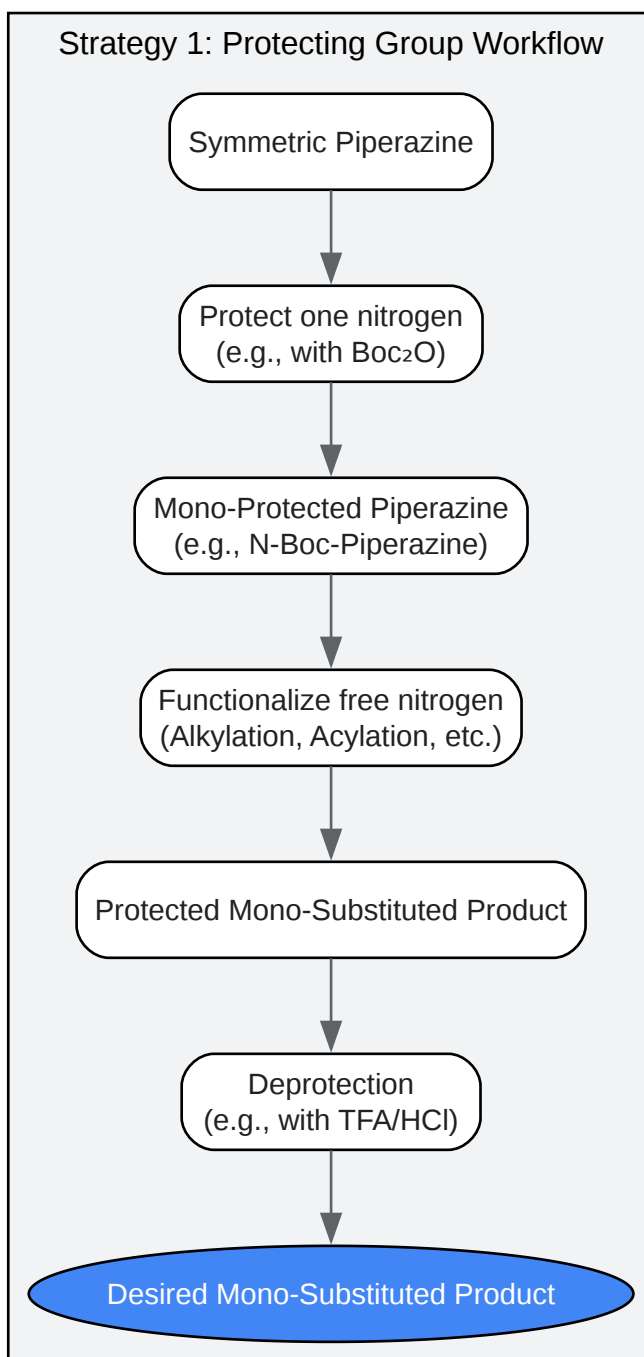 Strategy 1: Protecting Group Workflow
Symmetric Piperazine
Protect one nitrogen
(e.g., with Boc₂O)
Mono-Protected Piperazine
(e.g., N-Boc-Piperazine)
Functionalize free nitrogen
(Alkylation, Acylation, etc.)
Protected Mono-Substituted Product
Deprotection
(e.g., with TFA/HCl)
Desired Mono-Substituted Product